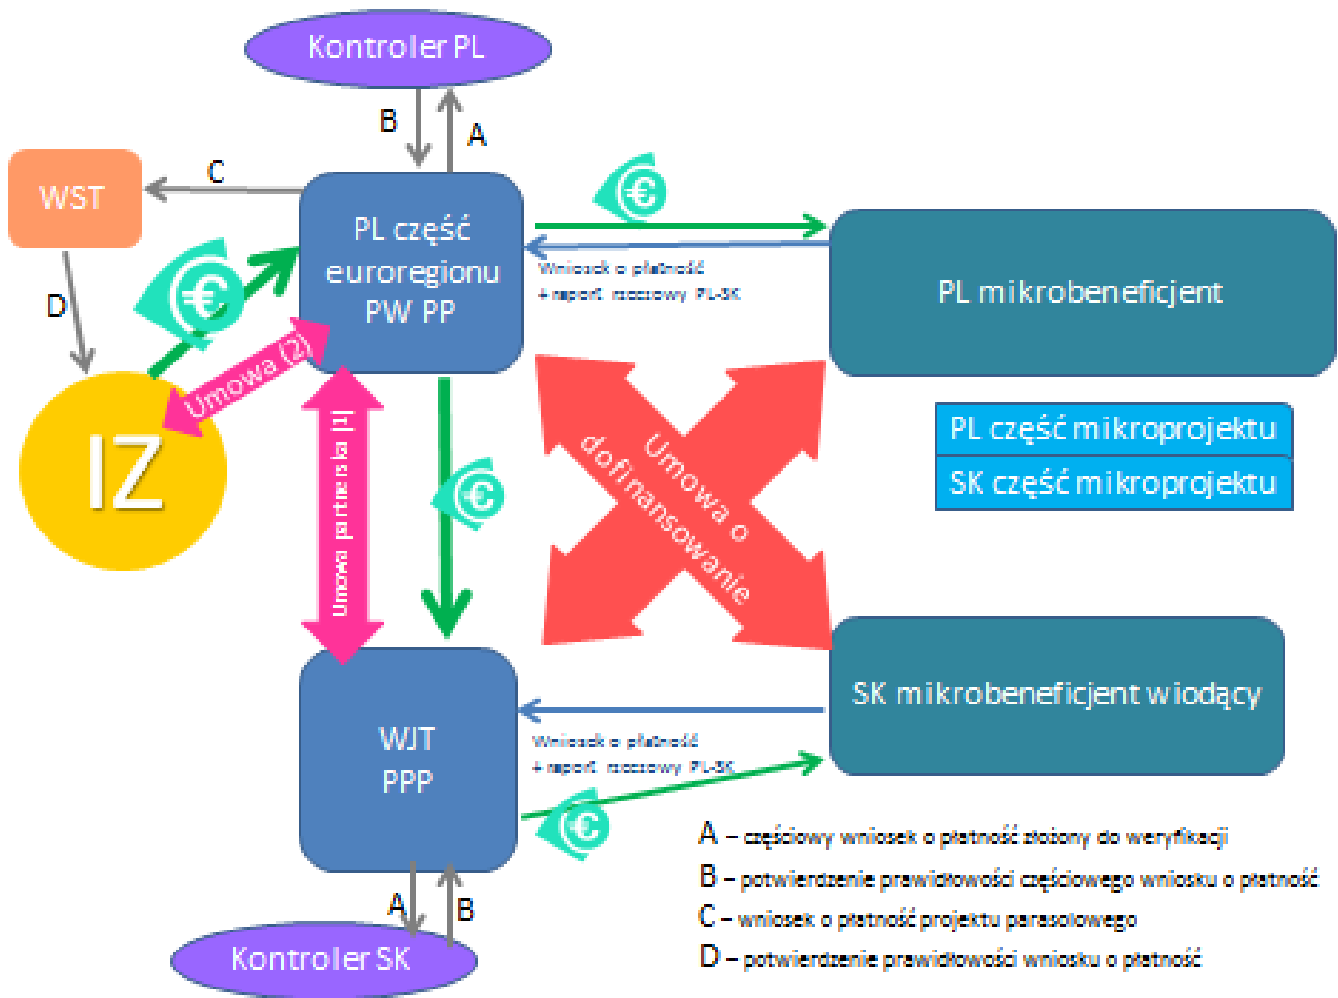 Kontroler PL
B
A
C
WST
PL część
euroregionu
PW PP
€
€
Wniosek o płatność
+ raport rzeczowy PL-SK
PL mikrobeneficjent
D
Umowa (2)
IZ
Umowa partnerska (1)
€
Umowa o
dofinansowanie
PL część mikroprojektu
SK część mikroprojektu
WJT
PPP
Wniosek o płatność
+ raport rzeczowy PL-SK
€
SK mikrobeneficjent wiodący
A
B
Kontroler SK
A – częściowy wniosek o płatność złożony do weryfikacji
B – potwierdzenie prawidłowości częściowego wniosku o płatność
C – wniosek o płatność projektu parasolowego
D – potwierdzenie prawidłowości wniosku o płatność